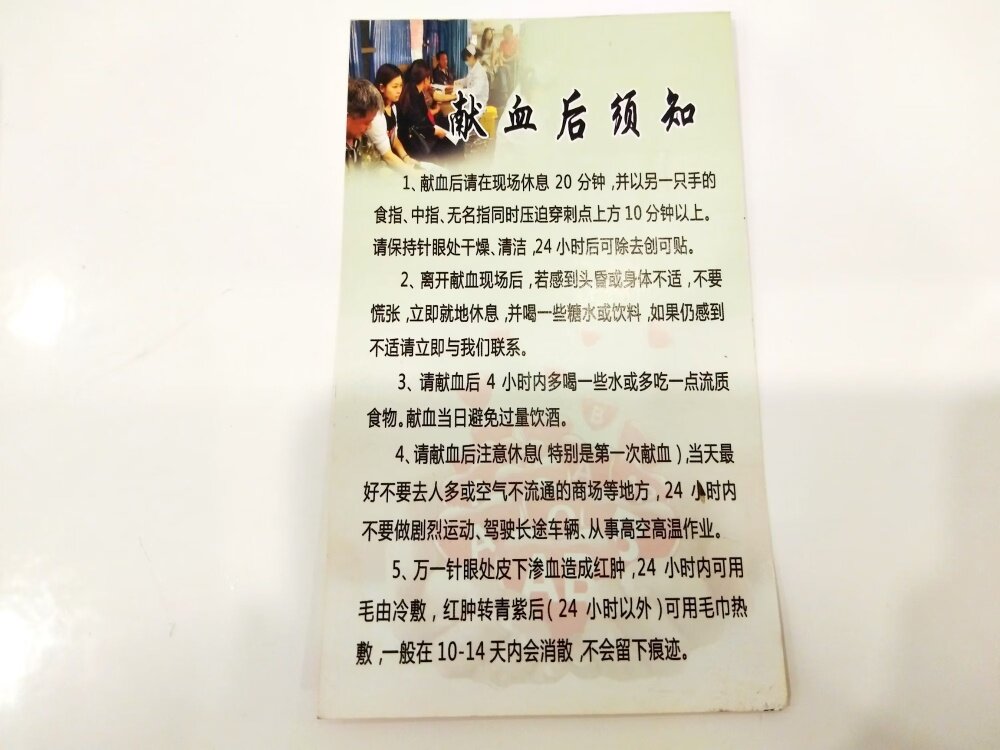 献血后须知
1、献血后请在现场休息 20 分钟，并以另一只手的
食指、中指、无名指同时压迫穿刺点上方 10 分钟以上。
请保持针眼处干燥、清洁，24 小时后可除去创可贴。
2、离开献血现场后，若感到头昏或身体不适，不要
慌张，立即就地休息，并喝一些糖水或饮料，如果仍感到
不适请立即与我们联系。
3、请献血后 4 小时内多喝一些水或多吃一点流质
食物。献血当日避免过量饮酒。
4、请献血后注意休息（特别是第一次献血），当天最
好不要去人多或空气不流通的商场等地方，24 小时内
不要做剧烈运动、驾驶长途车辆、从事高空高温作业。
5、万一针眼处皮下渗血造成红肿，24 小时内可用
毛由冷敷，红肿转青紫后（24 小时以外）可用毛巾热
敷，一般在 10-14 天内会消散，不会留下痕迹。